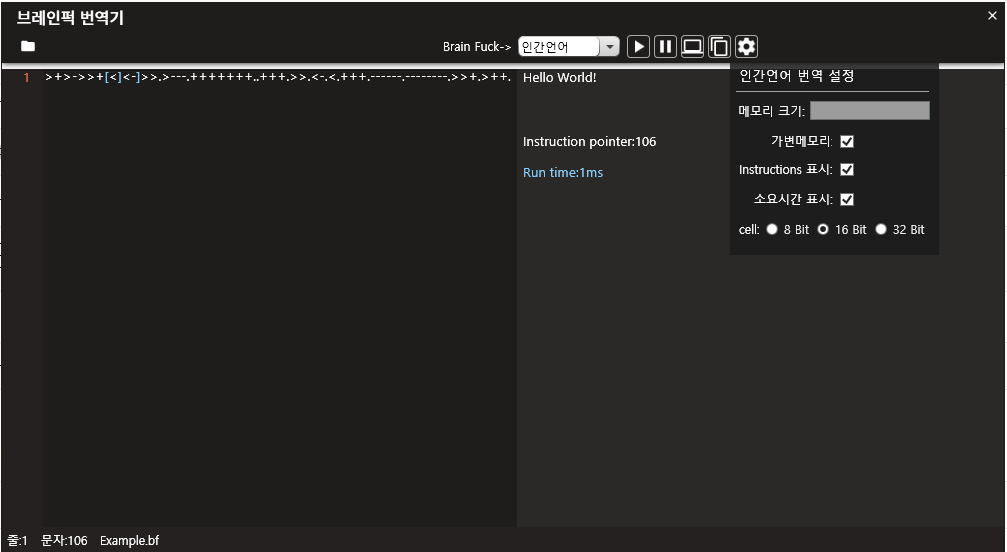 브레인퍽 번역기
Brain Fuck-> 인간언어
1 >+>->>+[<]<-]>>.>---.+++++++..+++.>>.<-.<.+++.------.--------.>>+.>++.
Hello World!
Instruction pointer:106
Run time:1ms
인간언어 번역 설정
메모리 크기:
가변메모리:
Instructions 표시:
소요시간 표시:
cell: 8 Bit 16 Bit 32 Bit
줄:1 문자:106 Example.bf